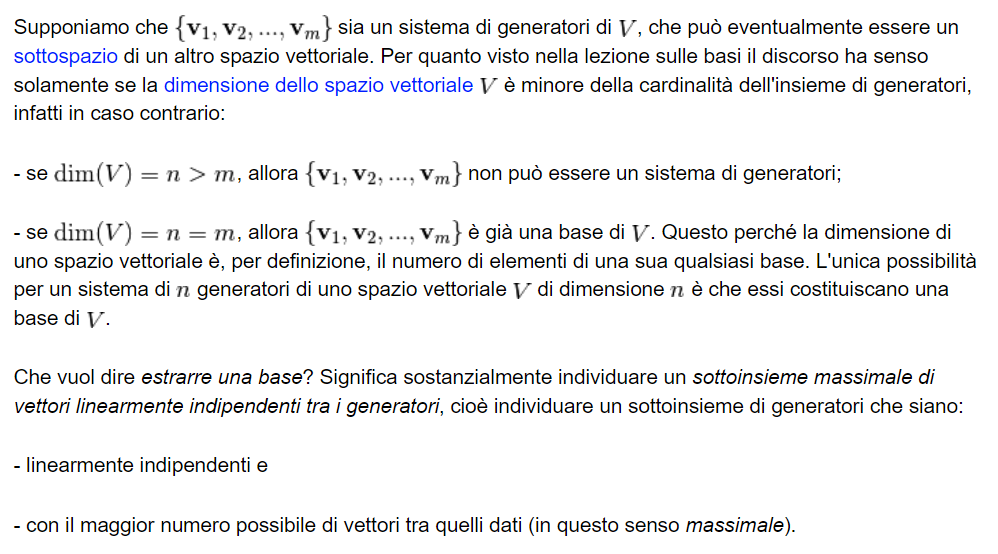 Supponiamo che {v₁, v₂, ..., vₘ} sia un sistema di generatori di V, che può eventualmente essere un
sottospazio di un altro spazio vettoriale. Per quanto visto nella lezione sulle basi il discorso ha senso
solamente se la dimensione dello spazio vettoriale V è minore della cardinalità dell'insieme di generatori,
infatti in caso contrario:
- se dim(V) = n > m, allora {v₁, v₂, ..., vₘ} non può essere un sistema di generatori;
- se dim(V) = n = m, allora {v₁, v₂, ..., vₘ} è già una base di V. Questo perché la dimensione di
uno spazio vettoriale è, per definizione, il numero di elementi di una sua qualsiasi base. L'unica possibilità
per un sistema di n generatori di uno spazio vettoriale V di dimensione n è che essi costituiscano una
base di V.
Che vuol dire estrarre una base? Significa sostanzialmente individuare un sottoinsieme massimale di
vettori linearmente indipendenti tra i generatori, cioè individuare un sottoinsieme di generatori che siano:
- linearmente indipendenti e
- con il maggior numero possibile di vettori tra quelli dati (in questo senso massimale).